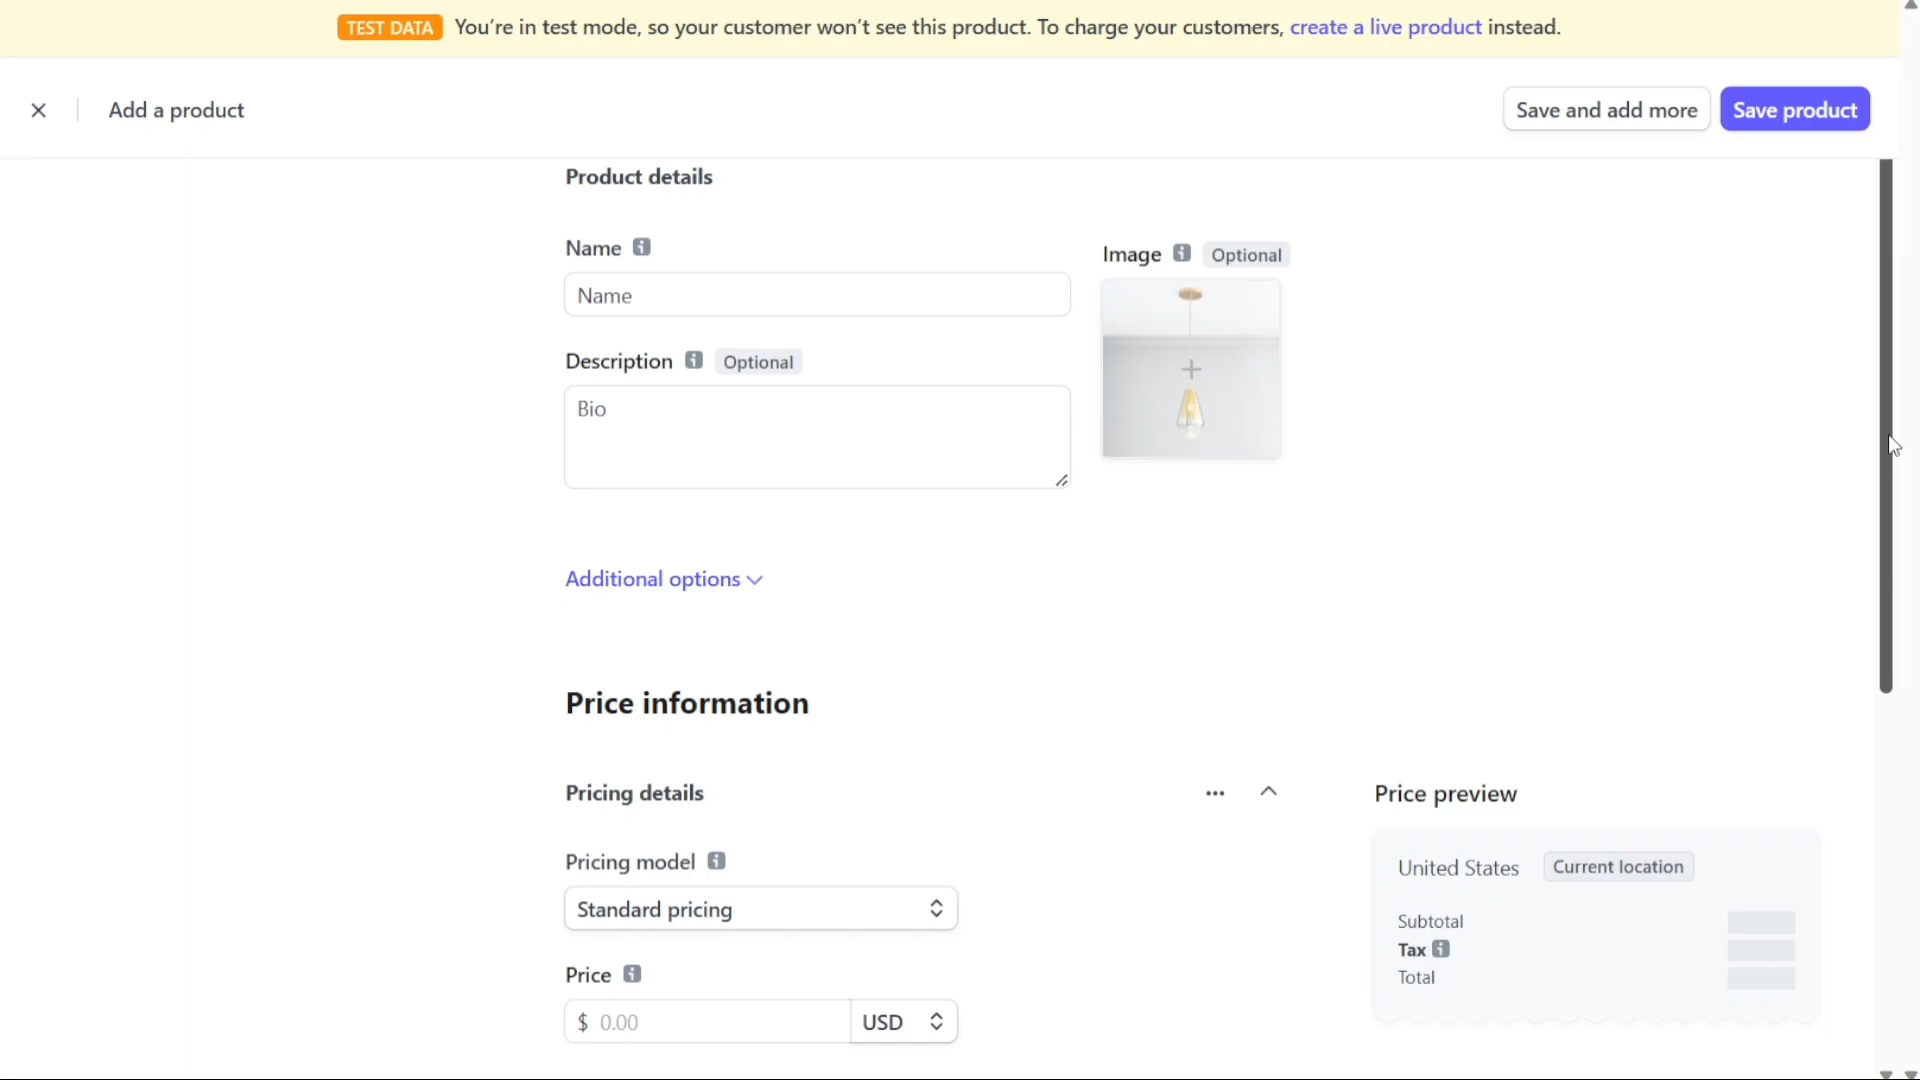 TEST DATA You're in test mode, so your customer won't see this product. To charge your customers, create a live product instead.
Add a product
Save and add more
Save product
Product details
Name
Image Optional
Name
Description Optional
Bio
Additional options
Price information
Pricing details
Price preview
Pricing model
United States Current location
Standard pricing
Subtotal
Tax
Price
Total
$ 0.00 USD